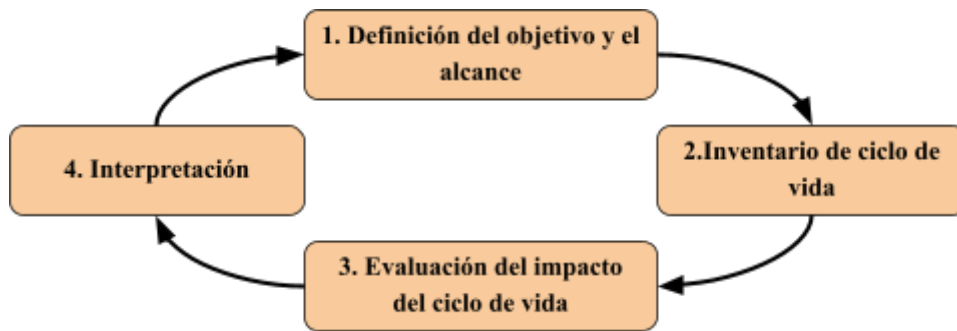 1. Definición del objetivo y el
alcance
2.Inventario de ciclo de
vida
3. Evaluación del impacto
del ciclo de vida
4. Interpretación